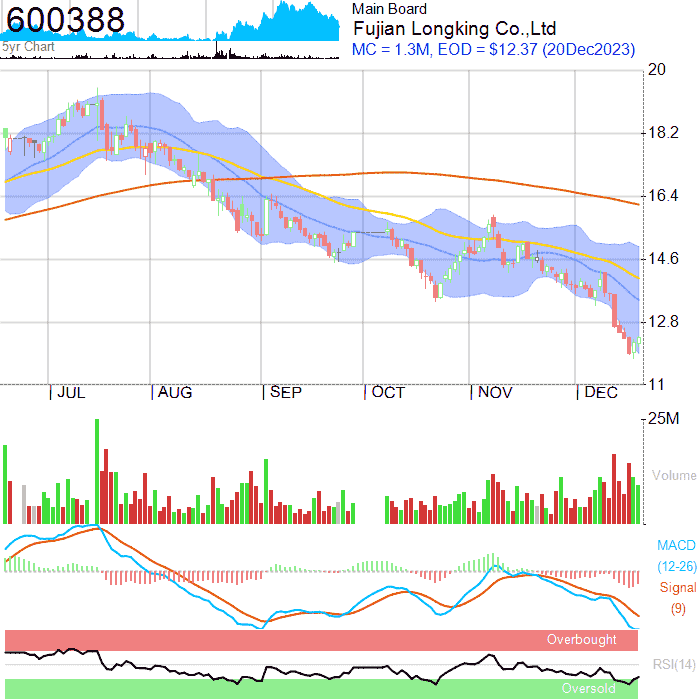 600388
5yr Chart
Main Board
Fujian Longking Co.,Ltd
MC = 1.3M, EOD = $12.37 (20Dec2023)
20
18.2
16.4
14.6
12.8
11
JUL AUG SEP OCT NOV DEC
25M
Volume
MACD
(12-26)
Signal
(9)
Overbought
RSI(14)
Oversold